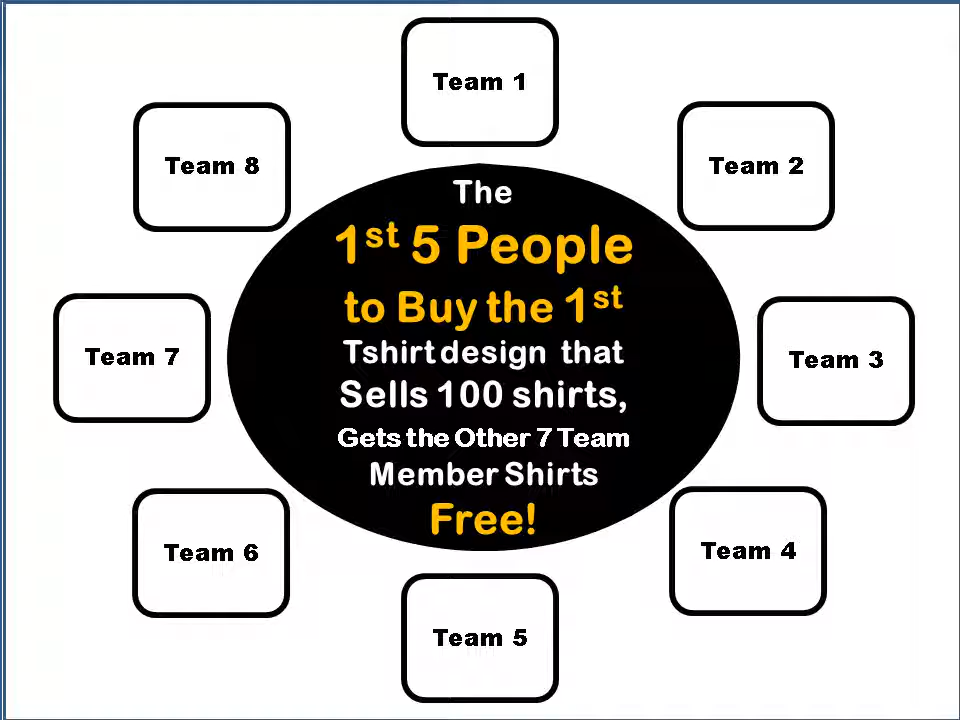 Team 1
Team 8
Team 2
The
1st 5 People
to Buy the 1st
Tshirt design that
Sells 100 shirts,
Gets the Other 7 Team
Member Shirts
Free!
Team 7
Team 3
Team 6
Team 4
Team 5